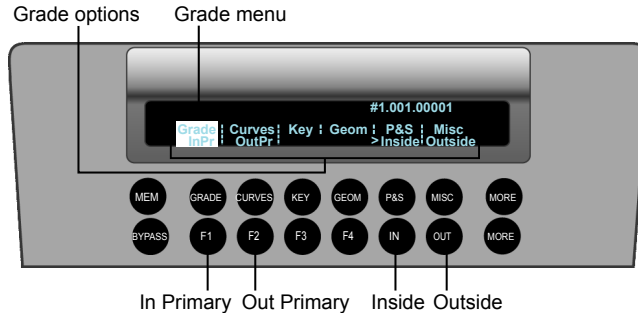 Grade options
Grade menu
#1.001.00001
Grade ¦ Curves ¦ Key ¦ Geom ¦ P&S ¦ Misc
InPr ¦ OutPr ¦ >Inside ¦ Outside
MEM GRADE CURVES KEY GEOM P&S MISC MORE
BYPASS F1 F2 F3 F4 IN OUT MORE
In Primary Out Primary Inside Outside